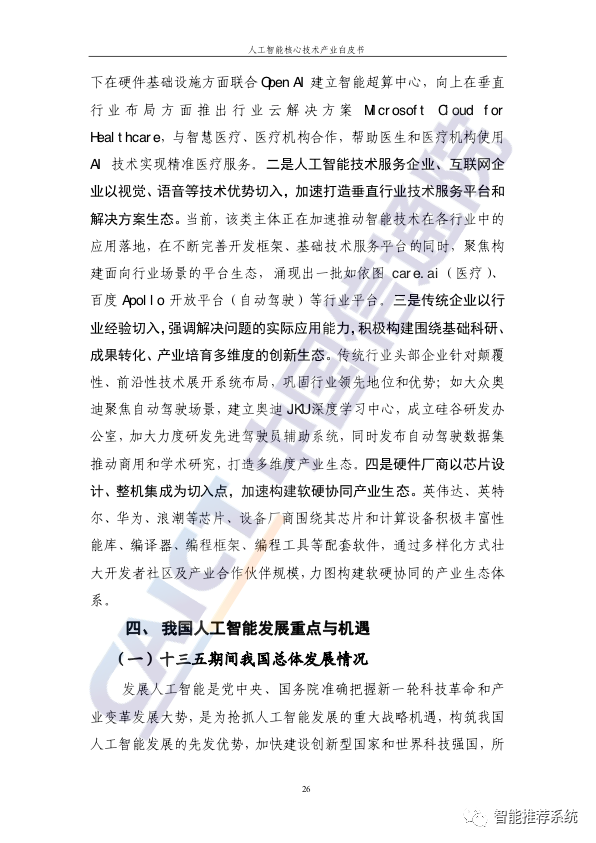 人工智能核心技术产业白皮书
下在硬件基础设施方面联合 Open AI 建立智能超算中心，向上在垂直
行业布局方面推出行业云解决方案 Microsoft Cloud for
Healthcare，与智慧医疗、医疗机构合作，帮助医生和医疗机构使用
AI 技术实现精准医疗服务。二是人工智能技术服务企业、互联网企
业以视觉、语音等技术优势切入，加速打造垂直行业技术服务平台和
解决方案生态。当前，该类主体正在加速推动智能技术在各行业中的
应用落地，在不断完善开发框架、基础技术服务平台的同时，聚焦构
建面向行业场景的平台生态，涌现出一批如依图 care.ai（医疗）、
百度 Apollo 开放平台（自动驾驶）等行业平台。三是传统企业以行
业经验切入，强调解决问题的实际应用能力，积极构建围绕基础科研、
成果转化、产业培育多维度的创新生态。传统行业头部企业针对颠覆
性、前沿性技术展开系统布局，巩固行业领先地位和优势；如大众奥
迪聚焦自动驾驶场景，建立奥迪 JKU 深度学习中心，成立硅谷研发办
公室，加大力度研发先进驾驶员辅助系统，同时发布自动驾驶数据集
推动商用和学术研究，打造多维度产业生态。四是硬件厂商以芯片设
计、整机集成为切入点，加速构建软硬协同产业生态。英伟达、英特
尔、华为、浪潮等芯片、设备厂商围绕其芯片和计算设备积极丰富性
能库、编译器、编程框架、编程工具等配套软件，通过多样化方式壮
大开发者社区及产业合作伙伴规模，力图构建软硬协同的产业生态体
系。
四、 我国人工智能发展重点与机遇
（一）十三五期间我国总体发展情况
发展人工智能是党中央、国务院准确把握新一轮科技革命和产
业变革发展大势，是为抢抓人工智能发展的重大战略机遇，构筑我国
人工智能发展的先发优势，加快建设创新型国家和世界科技强国，所
26
CAICT 中国信通院
智能推荐系统